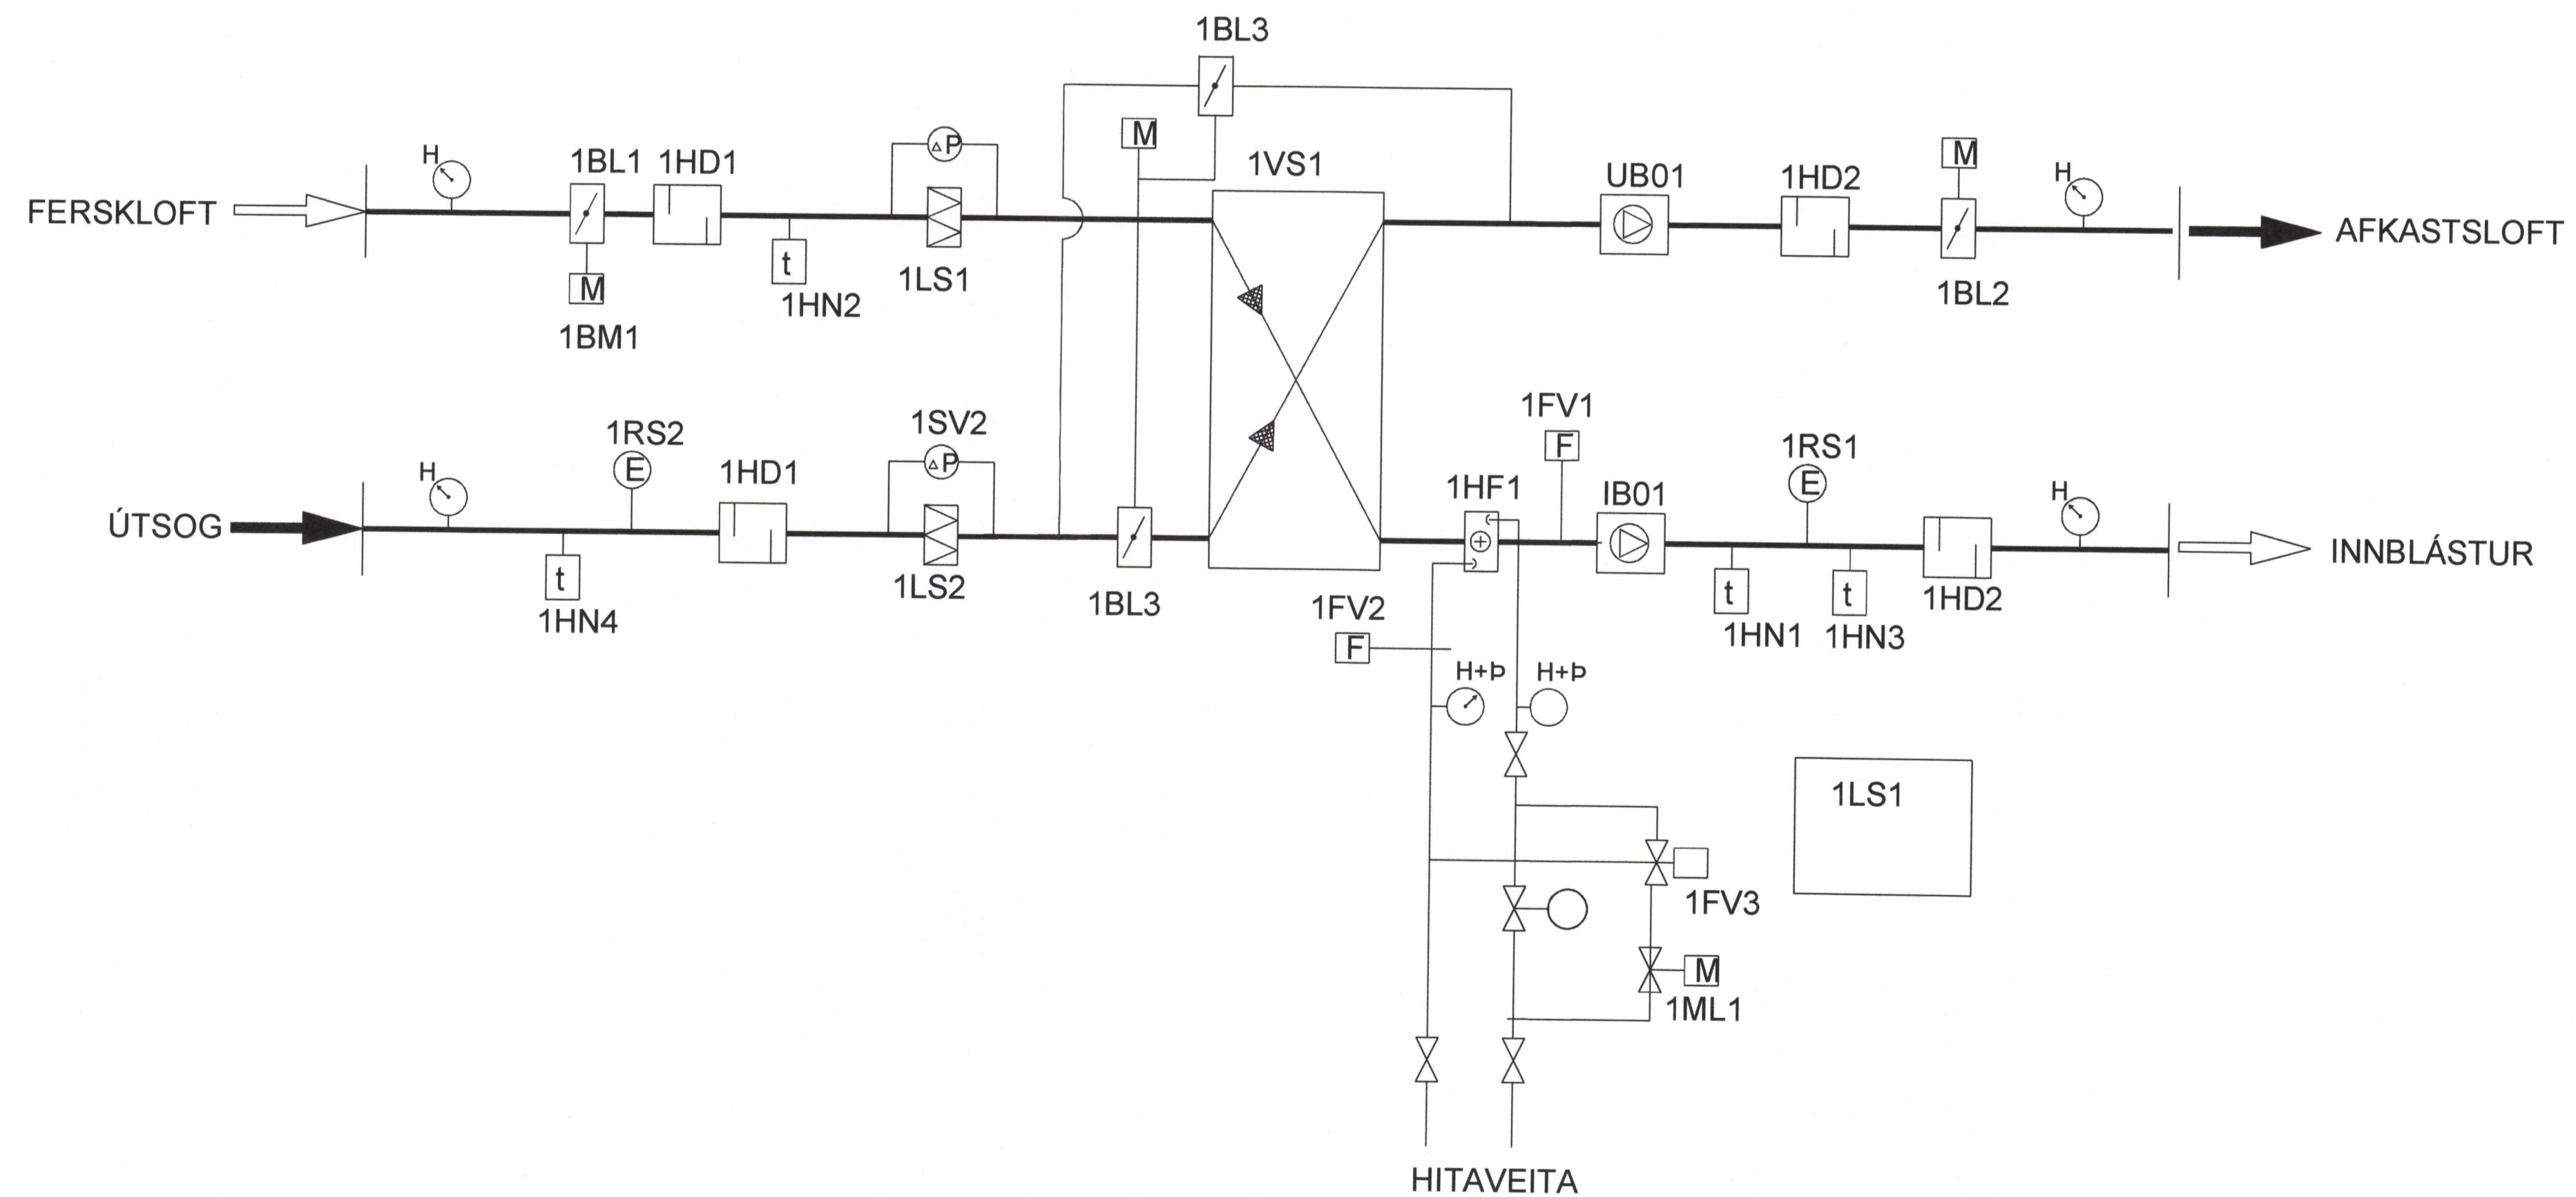 1BL3
M
1VS1
H
1BL1
1HD1
△P
FERSKLOFT
M
1BM1
t
1HN2
1LS1
UB01
1HD2
M
H
1BL2
AFKASTSLOFT
ÚTSOG
H
1RS2
E
t
1HN4
1HD1
1SV2
△P
1LS2
1BL3
1HF1
1FV1
F
IB01
1RS1
E
t
1HN1
t
1HN3
1HD2
H
INNBLÁSTUR
1FV2
F
H+Þ
H+Þ
1LS1
1FV3
M
1ML1
HITAVEITA